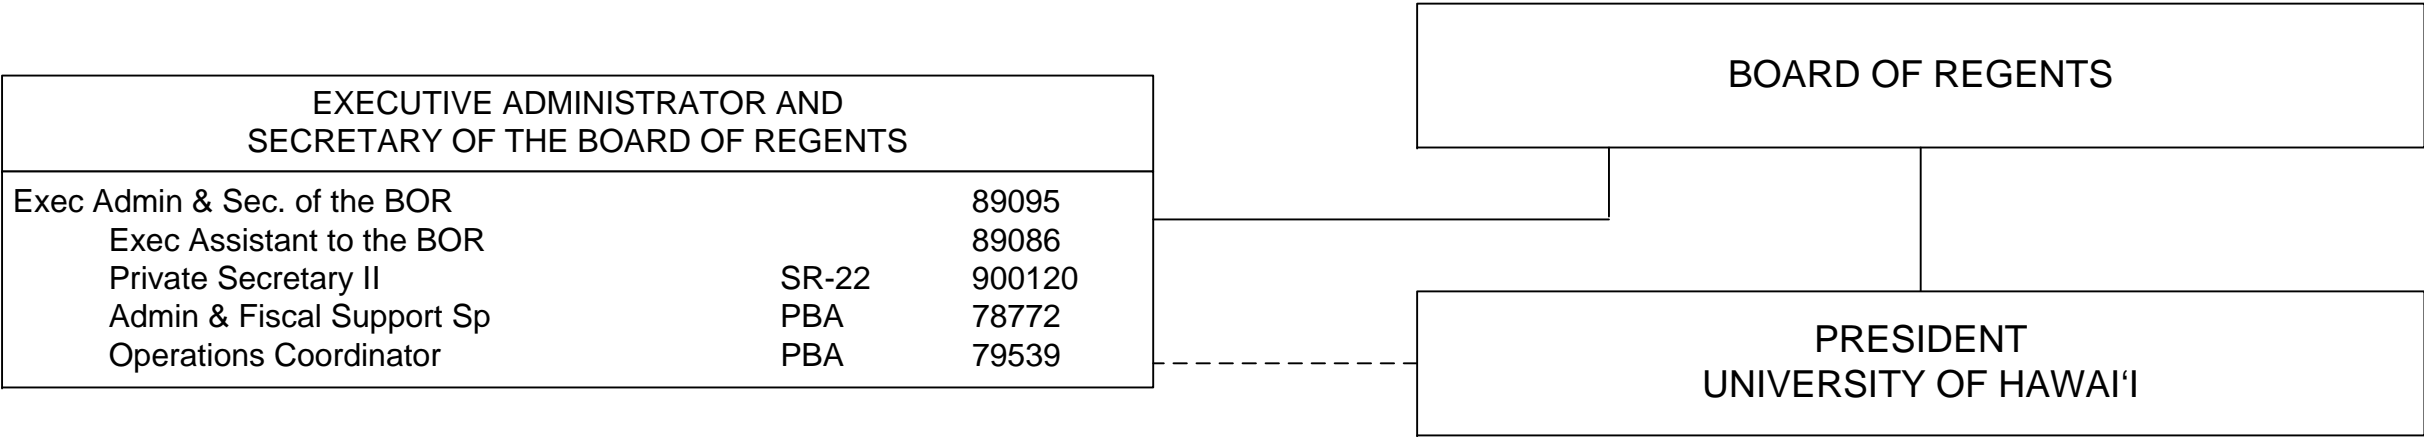 BOARD OF REGENTS
EXECUTIVE ADMINISTRATOR AND
SECRETARY OF THE BOARD OF REGENTS
Exec Admin & Sec. of the BOR 89095
Exec Assistant to the BOR 89086
Private Secretary II SR-22 900120
Admin & Fiscal Support Sp PBA 78772
Operations Coordinator PBA 79539
PRESIDENT
UNIVERSITY OF HAWAI‘I